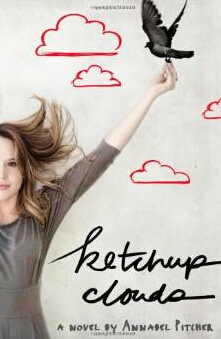 ketchup
clouds
A NOVEL BY ANNABEL PITCHER